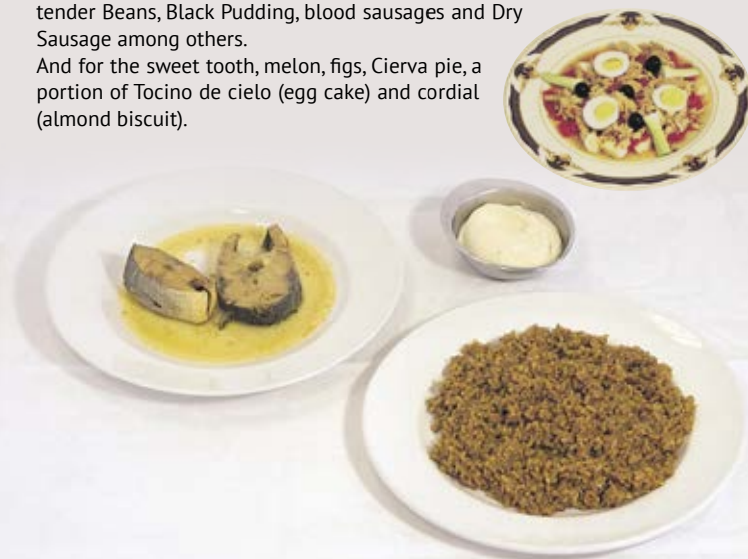 tender Beans, Black Pudding, blood sausages and Dry
Sausage among others.
And for the sweet tooth, melon, figs, Cierva pie, a
portion of Tocino de cielo (egg cake) and cordial
(almond biscuit).